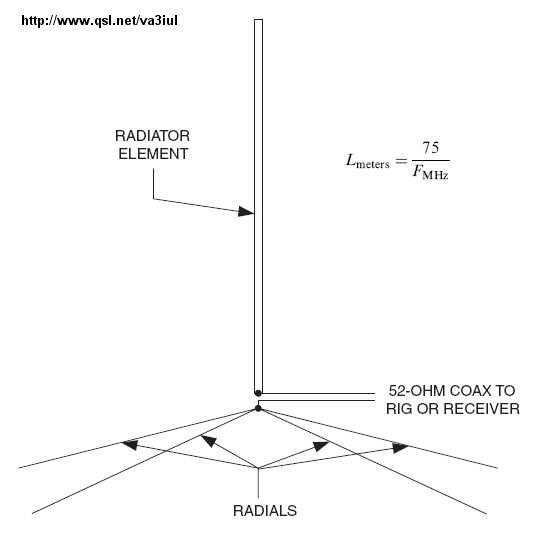 http://www.qsl.net/va3iul
RADIATOR
ELEMENT
L_meters = 75/F_MHz
52-OHM COAX TO
RIG OR RECEIVER
RADIALS